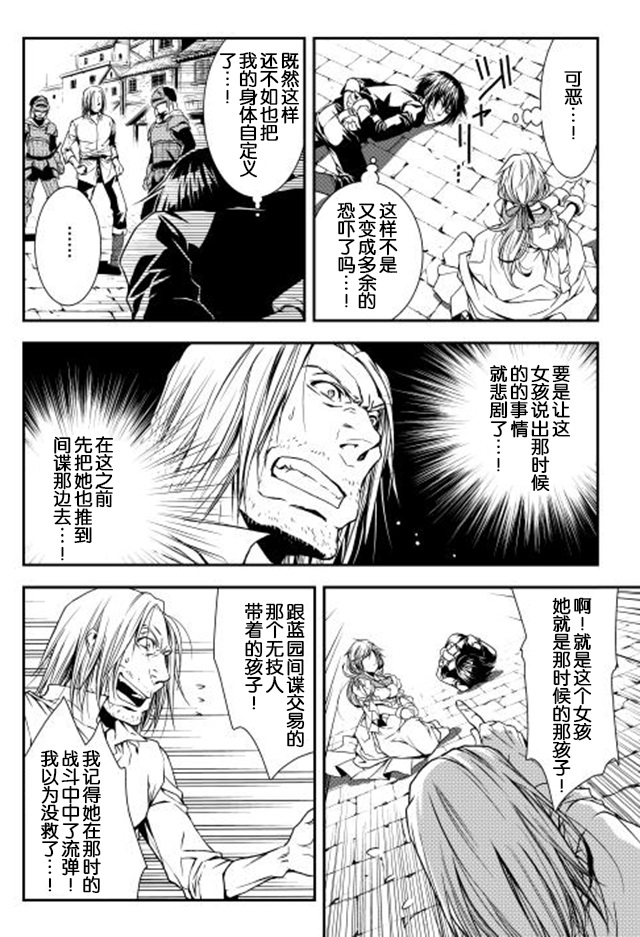 可恶…！
这样不是
又变成多余的
恐吓了吗…！
既然这样
还不如也把
我的身体自定义
了…！
……
要是让这
女孩说出那时候
的的事情
就悲剧了…！
在这之前
先把她也推到
间谍那边去…！
啊！就是这个女孩
她就是那时候的那孩子！
跟蓝园间谍交易的
那个无技人
带着的孩子！
我记得她在那时的
战斗中中了流弹！
我以为没救了…！